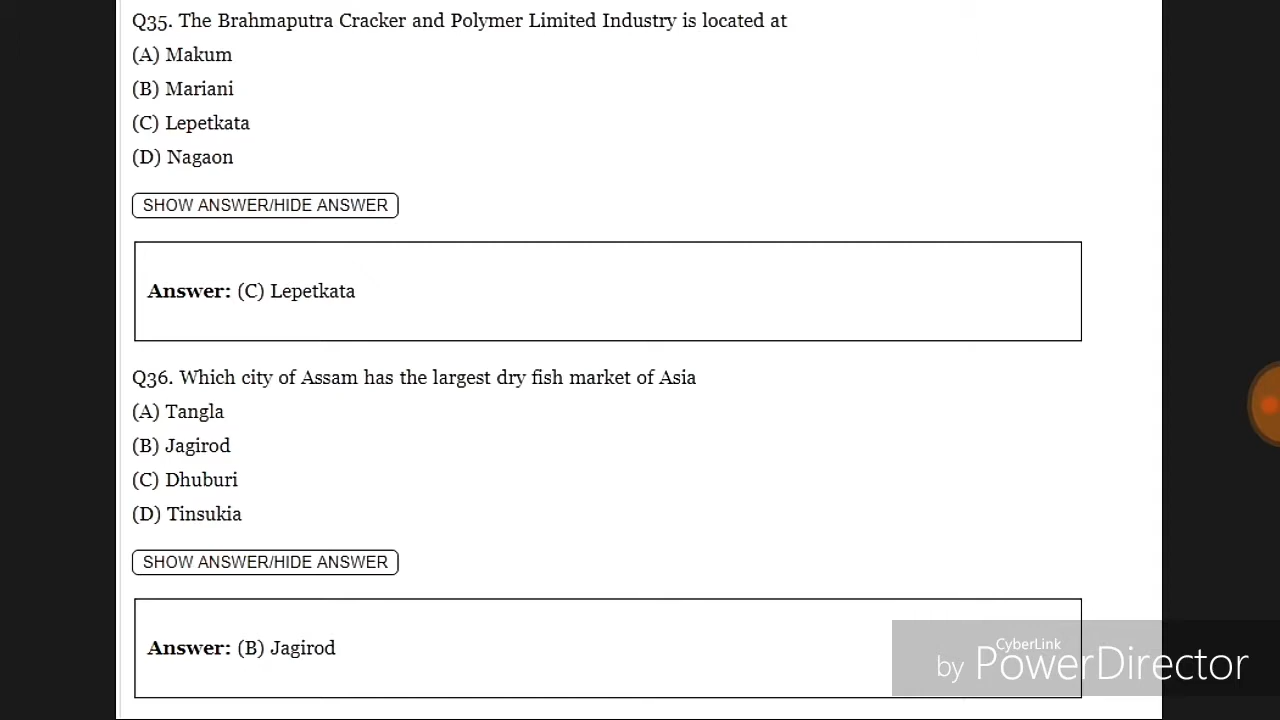 Q35. The Brahmaputra Cracker and Polymer Limited Industry is located at
(A) Makum
(B) Mariani
(C) Lepetkata
(D) Nagaon
SHOW ANSWER/HIDE ANSWER
Answer: (C) Lepetkata
Q36. Which city of Assam has the largest dry fish market of Asia
(A) Tangla
(B) Jagirod
(C) Dhuburi
(D) Tinsukia
SHOW ANSWER/HIDE ANSWER
Answer: (B) Jagirod
CyberLink
by PowerDirector